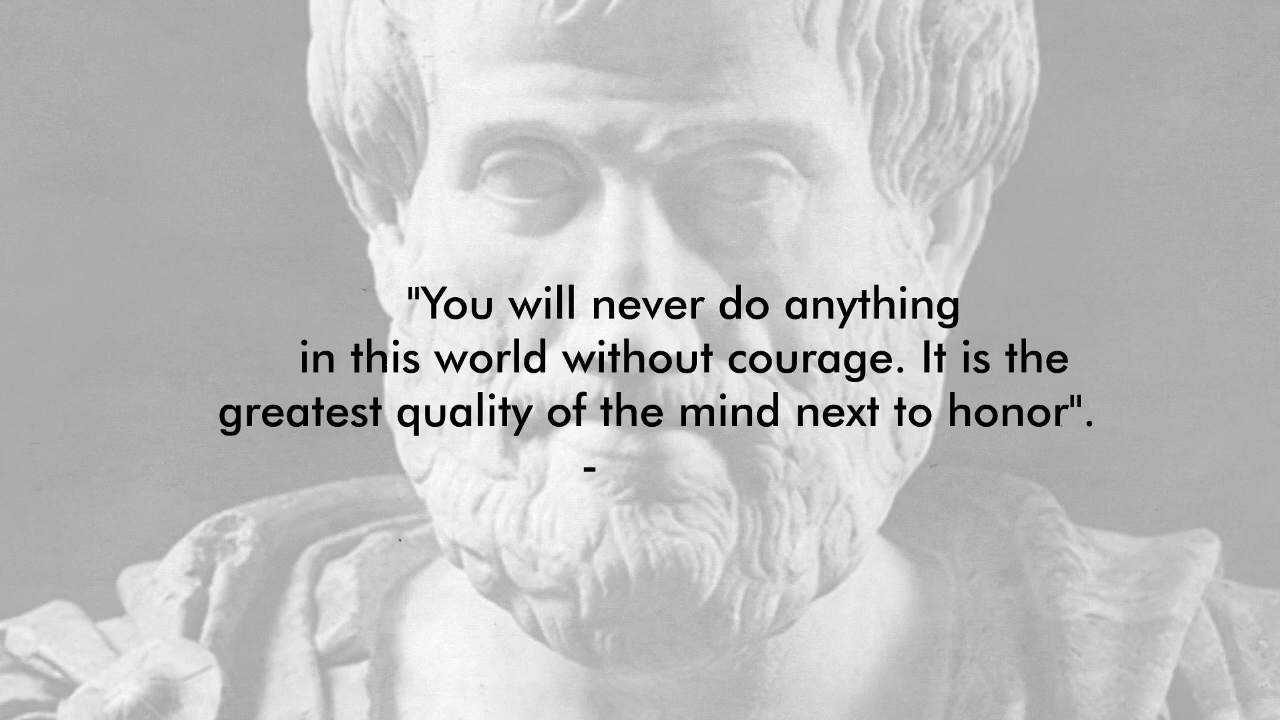 "You will never do anything
in this world without courage. It is the
greatest quality of the mind next to honor".
-